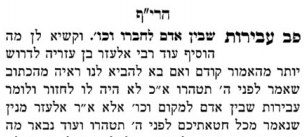 הרי"ף
פב עבירות שבין אדם לחברו וכו'. וקשיא לן מה
הוסיף עוד רבי אלעזר בן עזריה לדרוש
יותר מהאמור קודם ואם בא להביא לנו ראיה מהכתוב
שאמר לפני ה' תטהרו א"כ לא היה לו לחזור ולומר
עבירות שבין אדם למקום וכו' אלא א"ר אלעזר מנין
שנאמר מכל חטאתיכם לפני ה' תטהרו ועוד נבאר מה